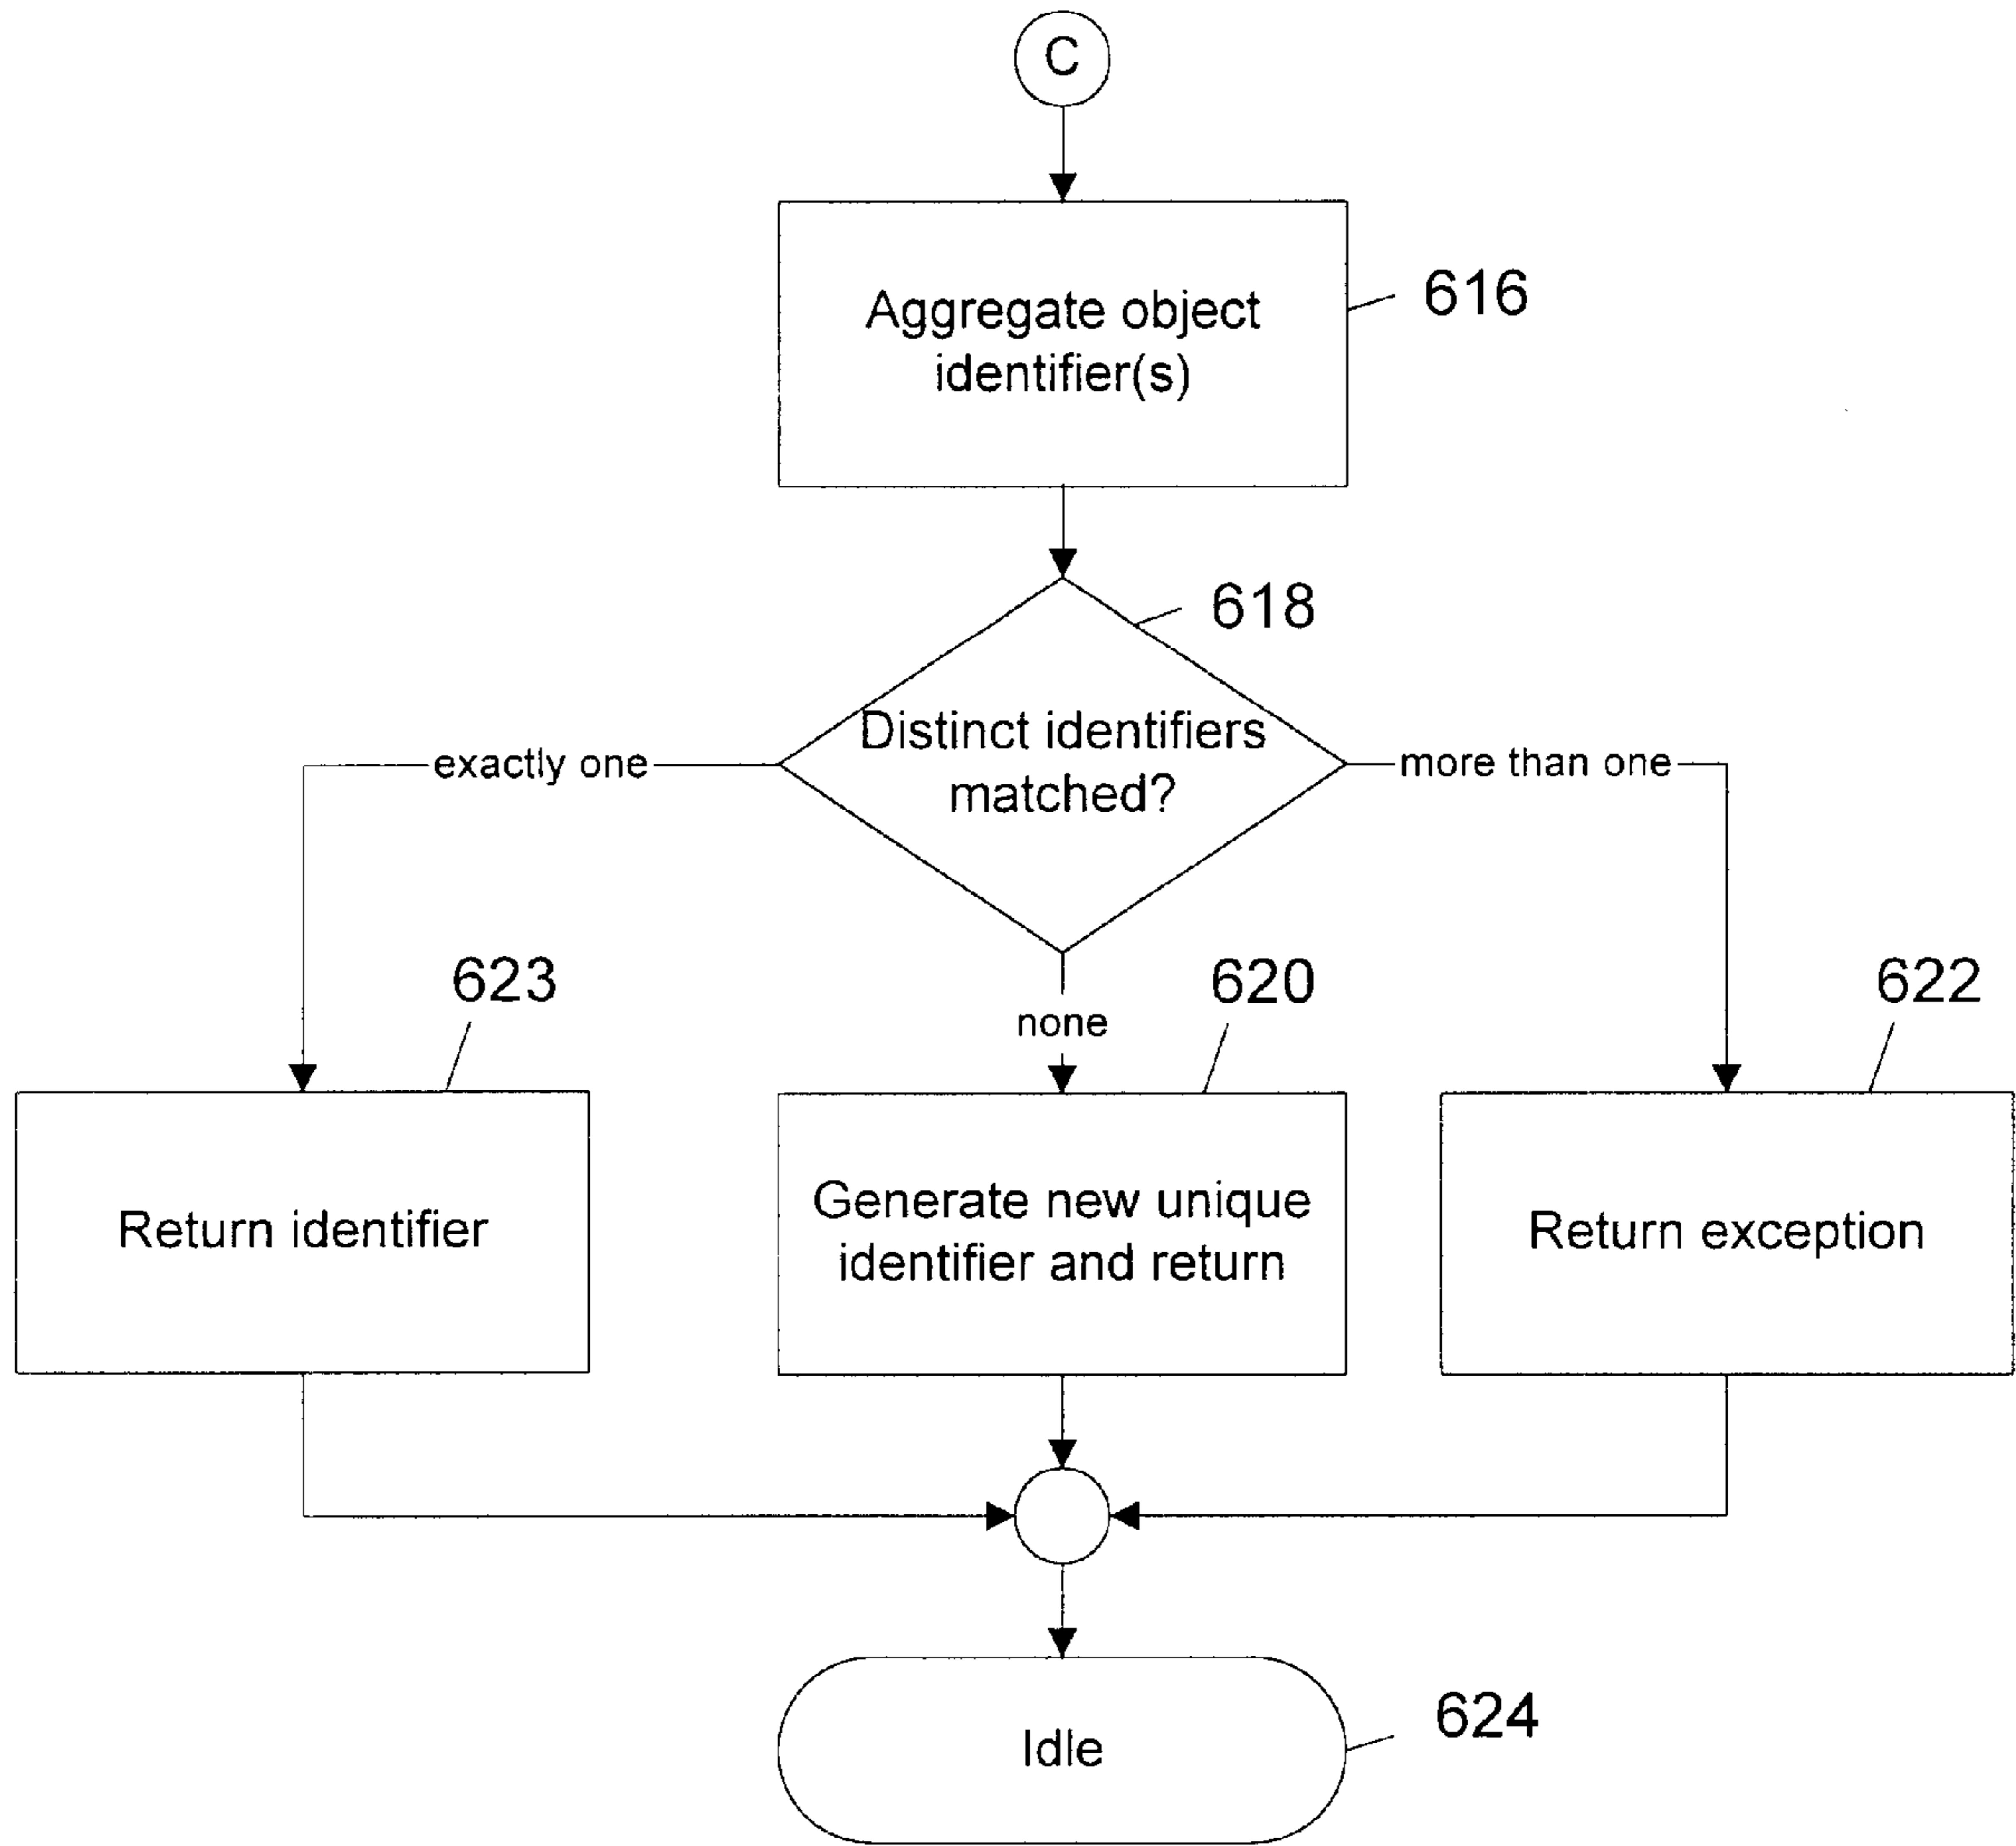 C
Aggregate object
identifier(s)
616
618
Distinct identifiers
matched?
exactly one
more than one
none
623
620
622
Return identifier
Generate new unique
identifier and return
Return exception
Idle
624